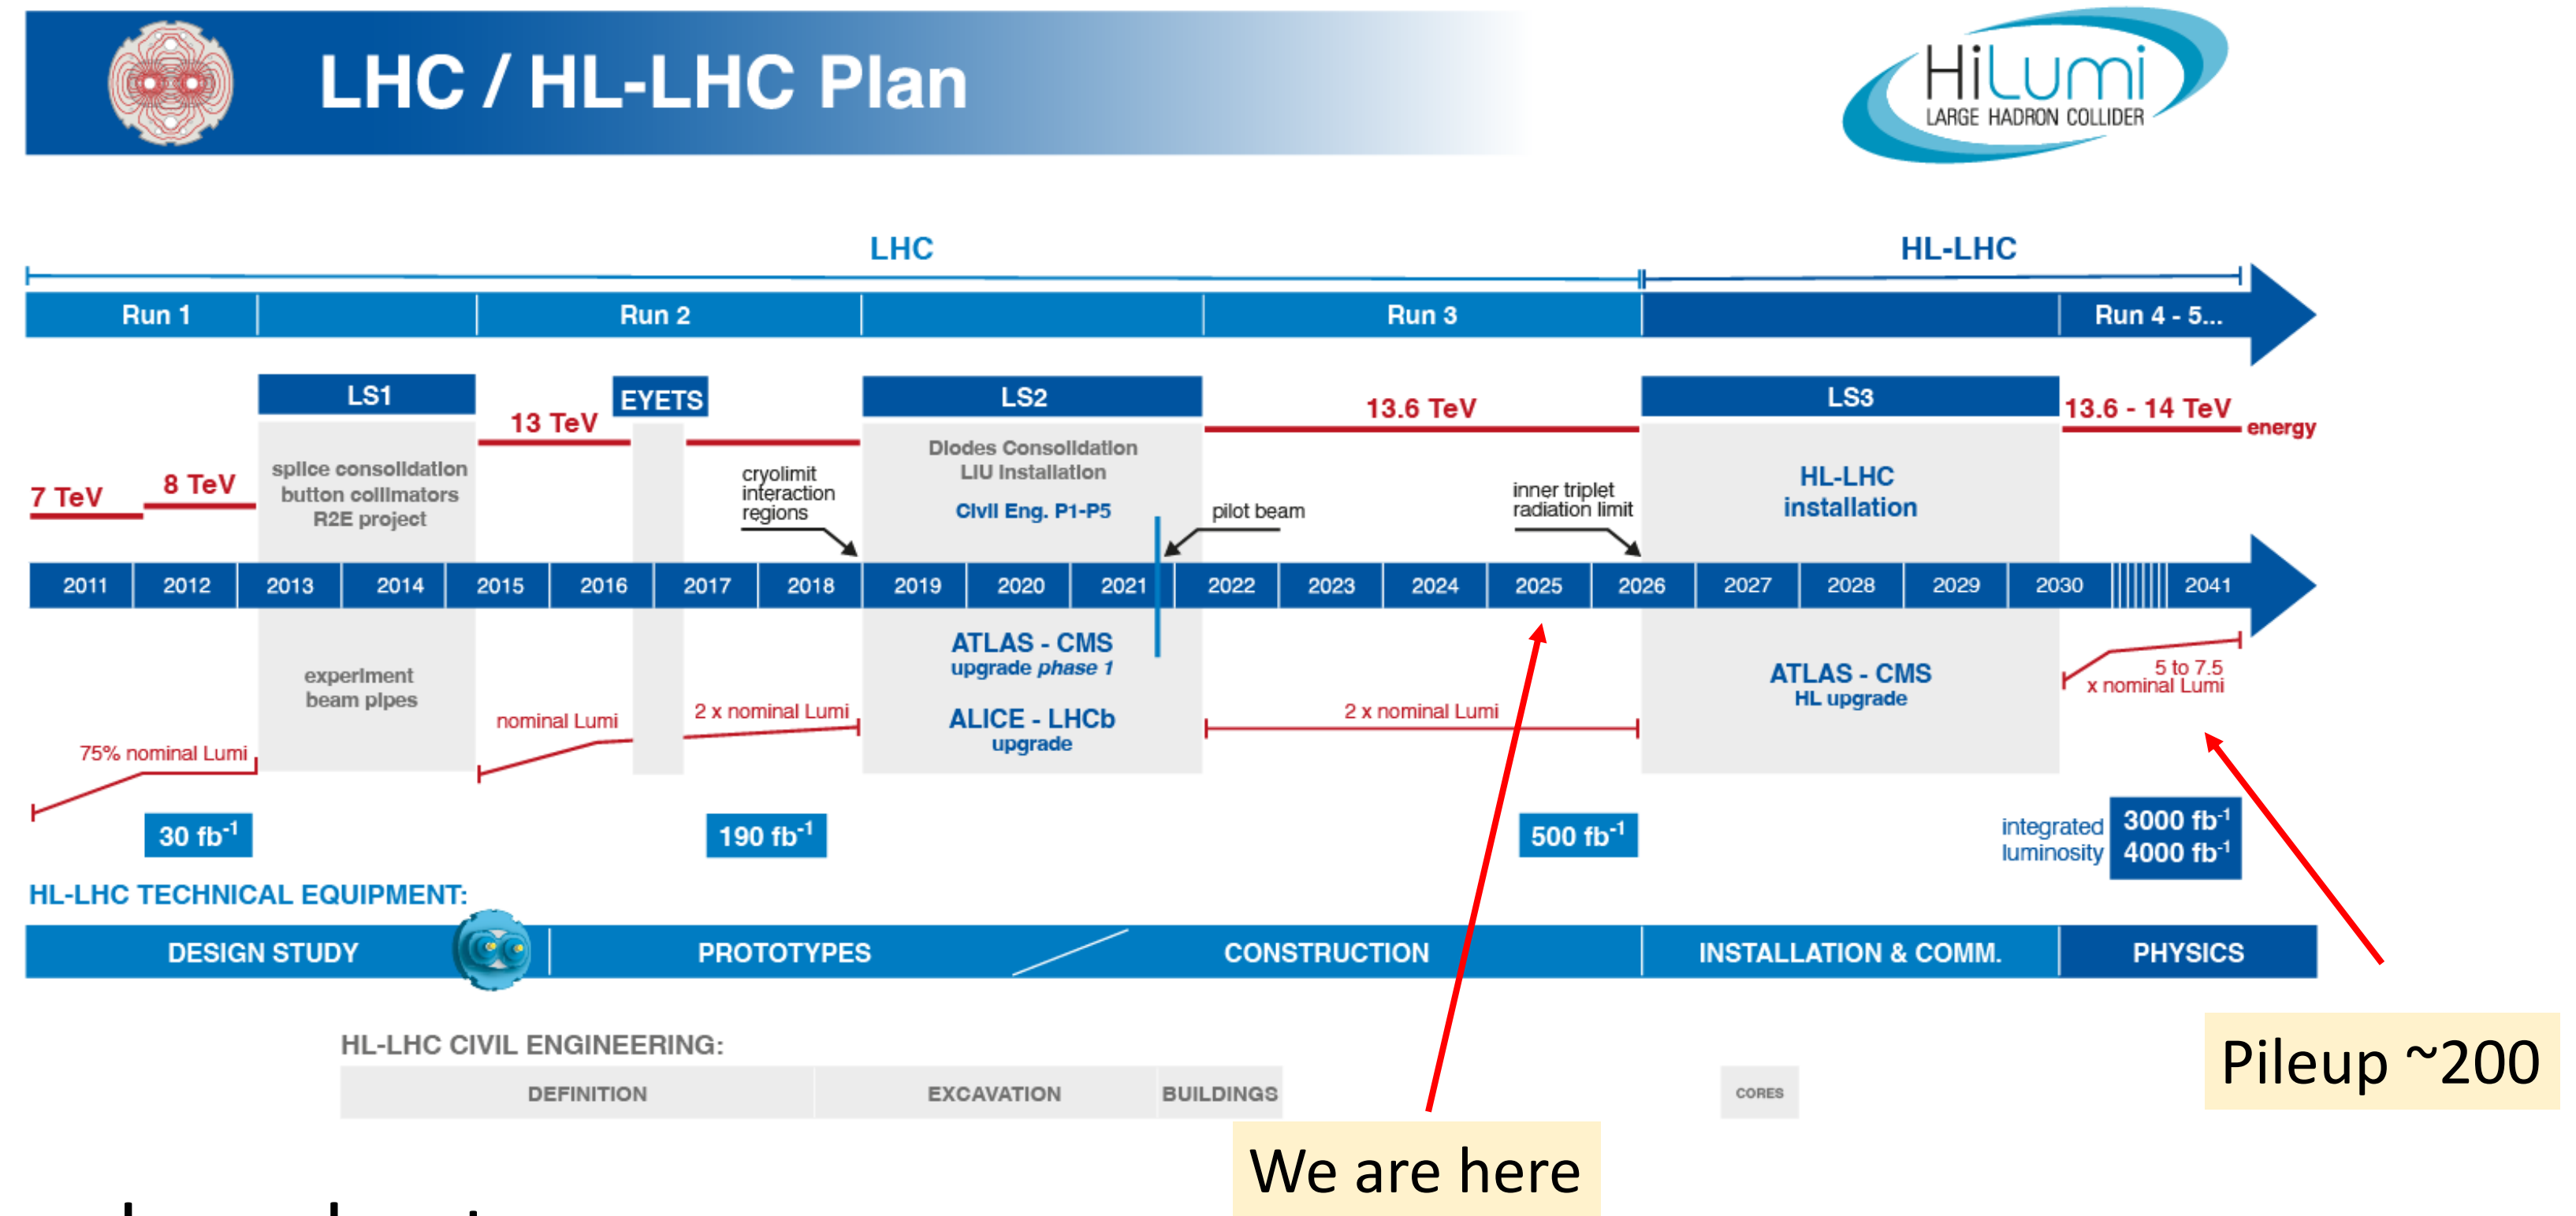 LHC / HL-LHC Plan
HiLumi
LARGE HADRON COLLIDER
LHC
HL-LHC
Run 1
Run 2
Run 3
Run 4 - 5...
LS1
EYETS
LS2
LS3
13 TeV
13.6 TeV
13.6 - 14 TeV
energy
7 TeV
8 TeV
splice consolidation
button collimators
R2E project
cryolimit
interaction
regions
Diodes Consolidation
LIU Installation
Civil Eng. P1-P5
pilot beam
inner triplet
radiation limit
HL-LHC
installation
2011
2012
2013
2014
2015
2016
2017
2018
2019
2020
2021
2022
2023
2024
2025
2026
2027
2028
2029
2030
2041
experiment
beam pipes
ATLAS - CMS
upgrade phase 1
ALICE - LHCb
upgrade
ATLAS - CMS
HL upgrade
5 to 7.5
x nominal Lumi
75% nominal Lumi
nominal Lumi
2 x nominal Lumi
2 x nominal Lumi
30 fb-1
190 fb-1
500 fb-1
integrated
luminosity
3000 fb-1
4000 fb-1
HL-LHC TECHNICAL EQUIPMENT:
DESIGN STUDY
PROTOTYPES
CONSTRUCTION
INSTALLATION & COMM.
PHYSICS
HL-LHC CIVIL ENGINEERING:
DEFINITION
EXCAVATION
BUILDINGS
CORES
Pileup ~200
We are here